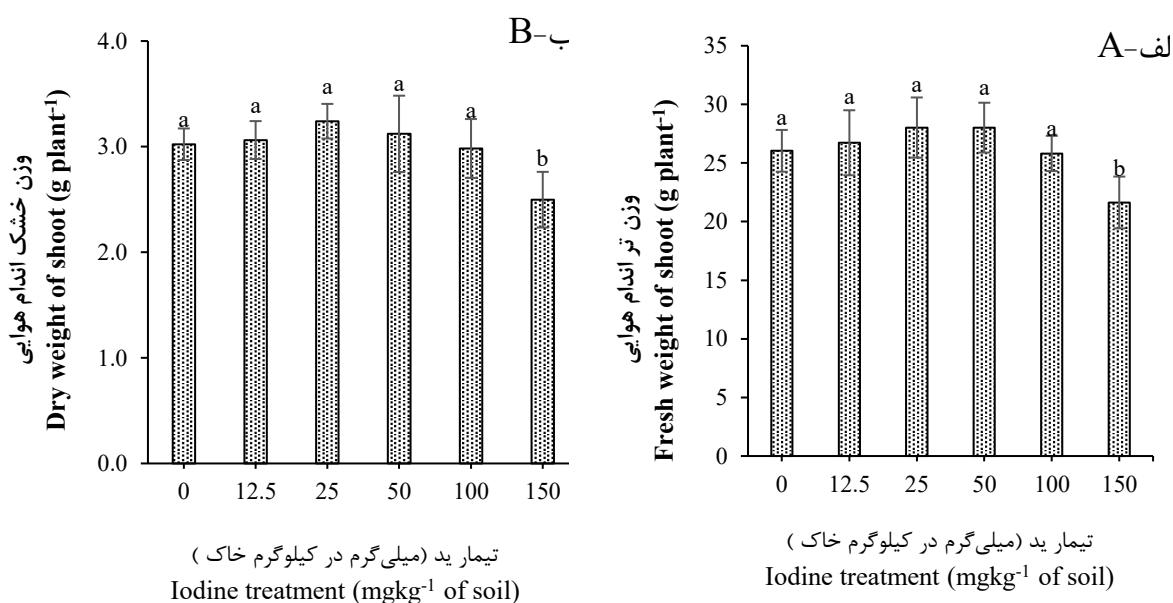 B-ب
4.0
3.0
2.0
1.0
0.0
وزن خشک اندام هوایی
Dry weight of shoot (g plant⁻¹)
a
a
a
a
a
b
0 12.5 25 50 100 150
تیمار ید (میلی‌گرم در کیلوگرم خاک )
Iodine treatment (mgkg⁻¹ of soil)
A-لف
35
30
25
20
15
10
5
0
وزن تر اندام هوایی
Fresh weight of shoot (g plant⁻¹)
a
a
a
a
a
b
0 12.5 25 50 100 150
تیمار ید (میلی‌گرم در کیلوگرم خاک )
Iodine treatment (mgkg⁻¹ of soil)